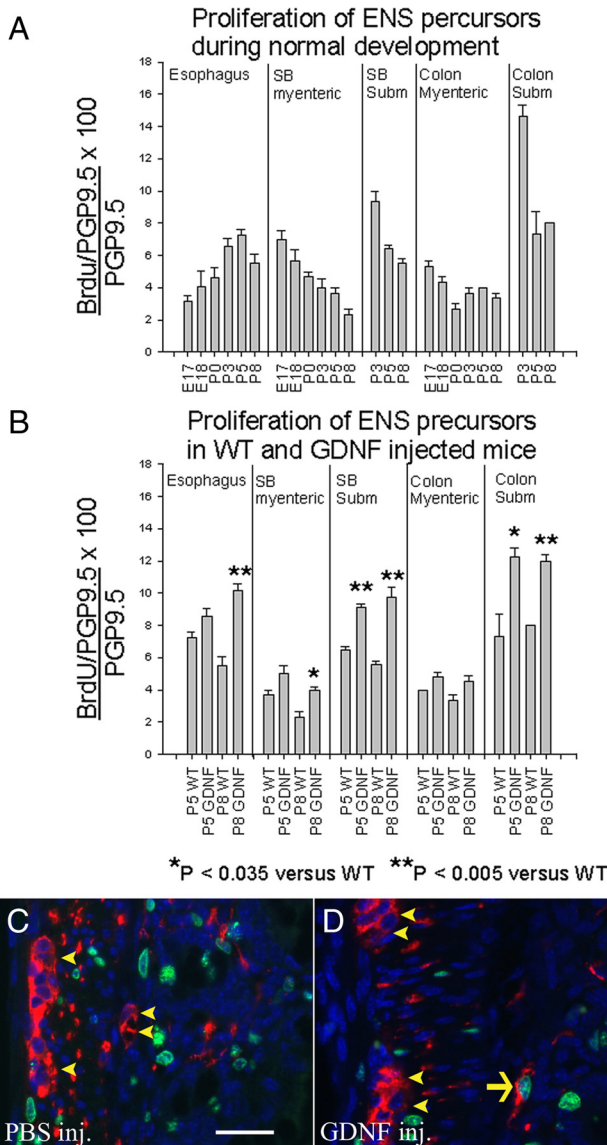 A
Proliferation of ENS percursors
during normal development
Esophagus
SB
myenteric
SB
Subm
Colon
Myenteric
Colon
Subm
Brdu/PGP9.5 x 100
PGP9.5
18
16
14
12
10
8
6
4
2
0
E17 E18 P0 P3 P5 P8 E17 E18 P0 P3 P5 P8 P3 P5 P8 E17 E18 P0 P3 P5 P8 P3 P5 P8
B
Proliferation of ENS precursors
in WT and GDNF injected mice
Esophagus
SB
myenteric
SB
Subm
Colon
Myenteric
Colon
Subm
BrdU/PGP9.5 x 100
PGP9.5
18
16
14
12
10
8
6
4
2
0
** * ** ** * **
P5 WT P5 GDNF P8 WT P8 GDNF P5 WT P5 GDNF P8 WT P8 GDNF P5 WT P5 GDNF P8 WT P8 GDNF P5 WT P5 GDNF P8 WT P8 GDNF P5 WT P5 GDNF P8 WT P8 GDNF
*P < 0.035 versus WT **P < 0.005 versus WT
C
PBS inj.
D
GDNF inj.